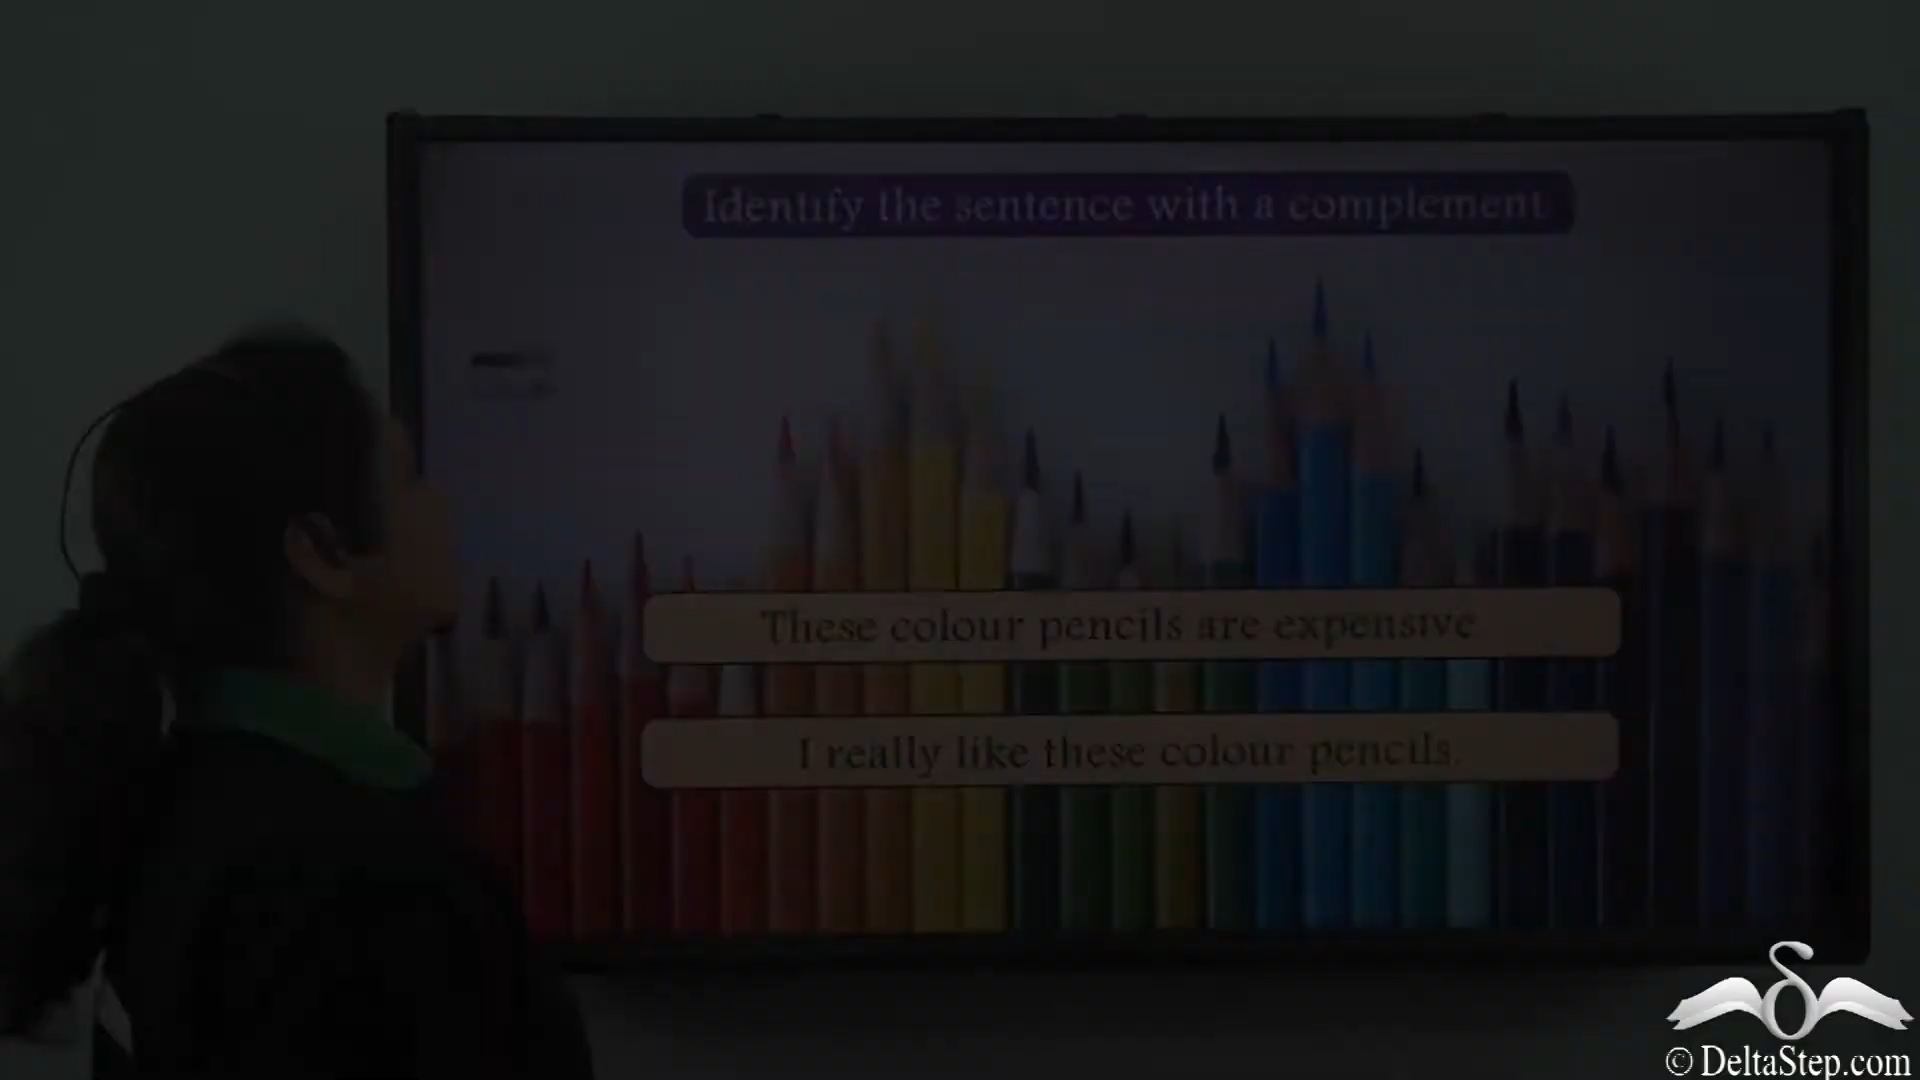 Identify the sentence with a complement
These colour pencils are expensive
I really like these colour pencils.
© DeltaStep.com